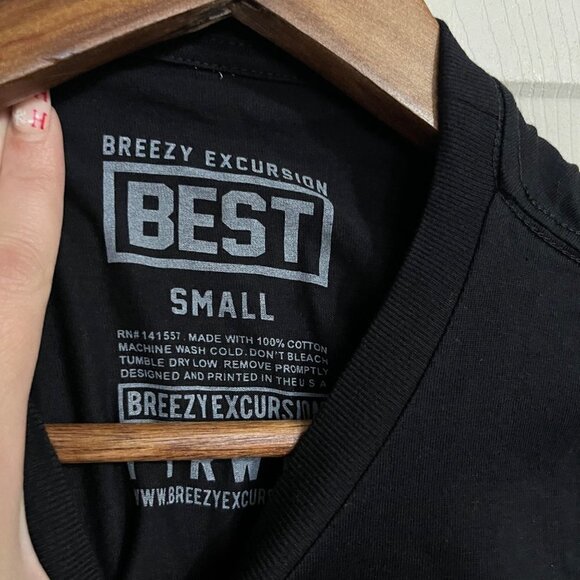 BREEZY EXCURSION
BEST
SMALL
RN# 141557. MADE WITH 100% COTTON
MACHINE WASH COLD. DON'T BLEACH
TUMBLE DRY LOW. REMOVE PROMPTLY
DESIGNED AND PRINTED IN THE U S A
BREEZYEXCURSION
WWW.BREEZYEXCUR
H